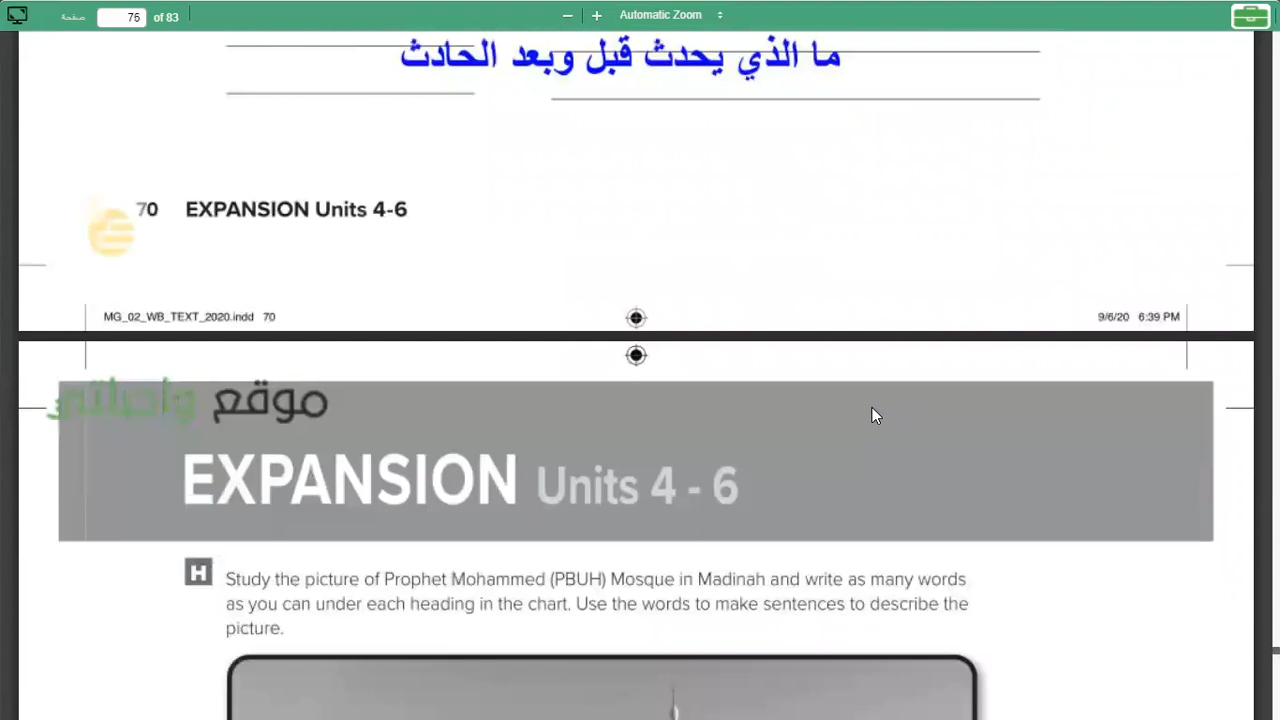 صفحة 76 of 83 Automatic Zoom
ما الذي يحدث قبل وبعد الحادث
70 EXPANSION Units 4-6
MG_02_WB_TEXT_2020.indd 70 9/6/20 6:39 PM
موقع واجباتي
EXPANSION Units 4 - 6
H Study the picture of Prophet Mohammed (PBUH) Mosque in Madinah and write as many words
as you can under each heading in the chart. Use the words to make sentences to describe the
picture.